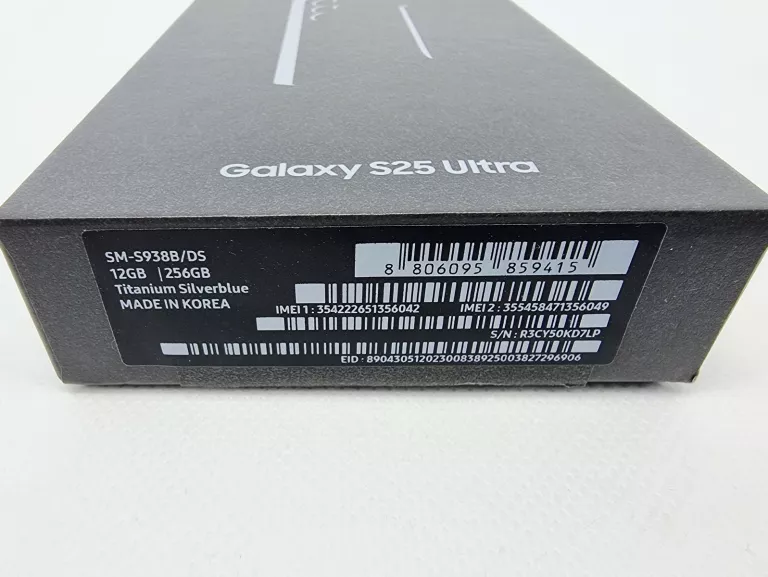 Galaxy S25 Ultra
SM-S938B/DS
12GB | 256GB
Titanium Silverblue
MADE IN KOREA
8 806095 859415
IMEI 1 : 354222651356042 IMEI 2 : 355458471356049
S/N : R3CY50KD7LP
EID : 89043051202300838925003827296906